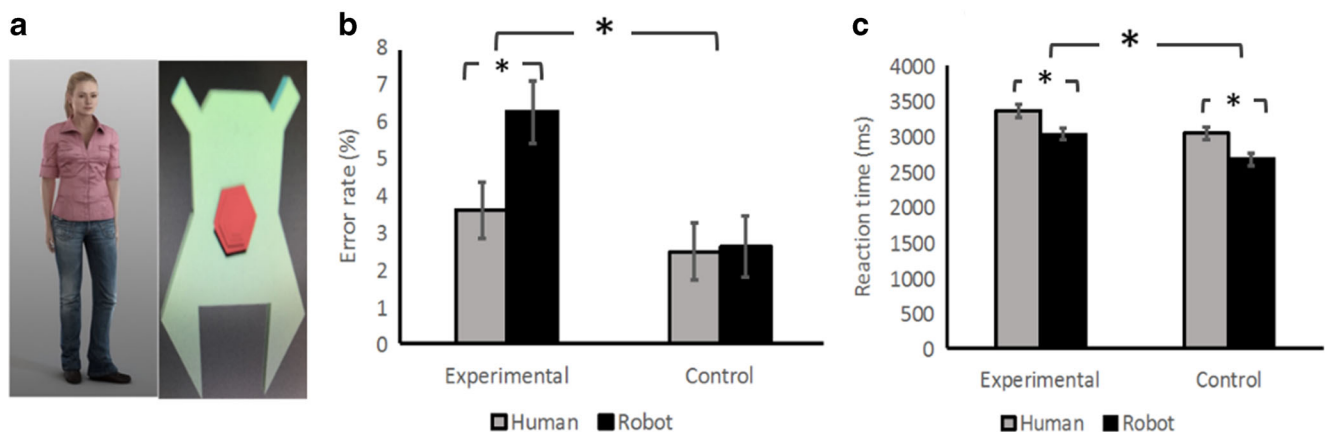 a
b
c
*
*
Error rate (%)
8
7
6
5
4
3
2
1
0
Experimental
Control
Human
Robot
*
*
*
Reaction time (ms)
4000
3500
3000
2500
2000
1500
1000
500
0
Experimental
Control
Human
Robot